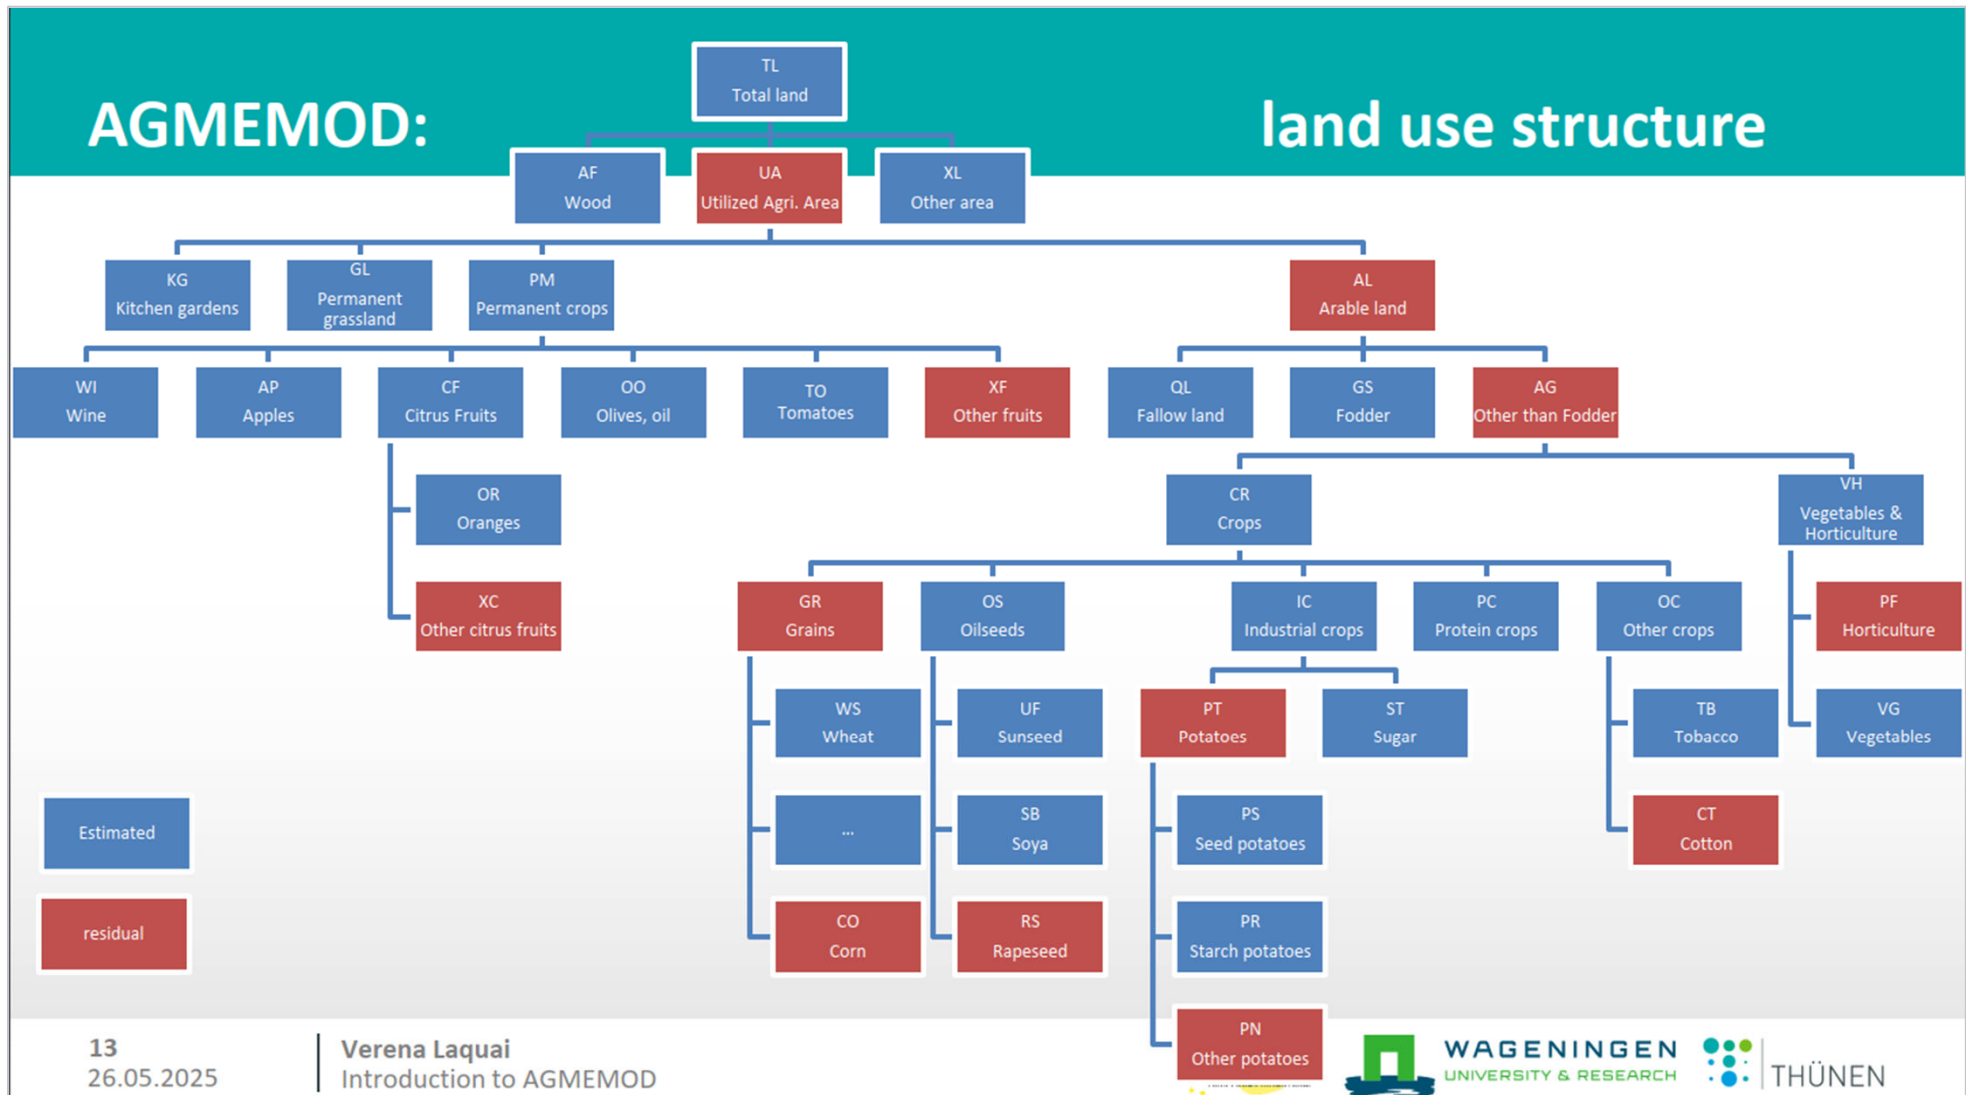 AGMEMOD:
land use structure
TL
Total land
AF
Wood
UA
Utilized Agri. Area
XL
Other area
KG
Kitchen gardens
GL
Permanent
grassland
PM
Permanent crops
AL
Arable land
WI
Wine
AP
Apples
CF
Citrus Fruits
OO
Olives, oil
TO
Tomatoes
XF
Other fruits
QL
Fallow land
GS
Fodder
AG
Other than Fodder
OR
Oranges
CR
Crops
VH
Vegetables &
Horticulture
XC
Other citrus fruits
GR
Grains
OS
Oilseeds
IC
Industrial crops
PC
Protein crops
OC
Other crops
PF
Horticulture
WS
Wheat
UF
Sunseed
PT
Potatoes
ST
Sugar
TB
Tobacco
VG
Vegetables
Estimated
...
SB
Soya
PS
Seed potatoes
CT
Cotton
residual
CO
Corn
RS
Rapeseed
PR
Starch potatoes
PN
Other potatoes
13
26.05.2025
Verena Laquai
Introduction to AGMEMOD
WAGENINGEN
UNIVERSITY & RESEARCH
THÜNEN